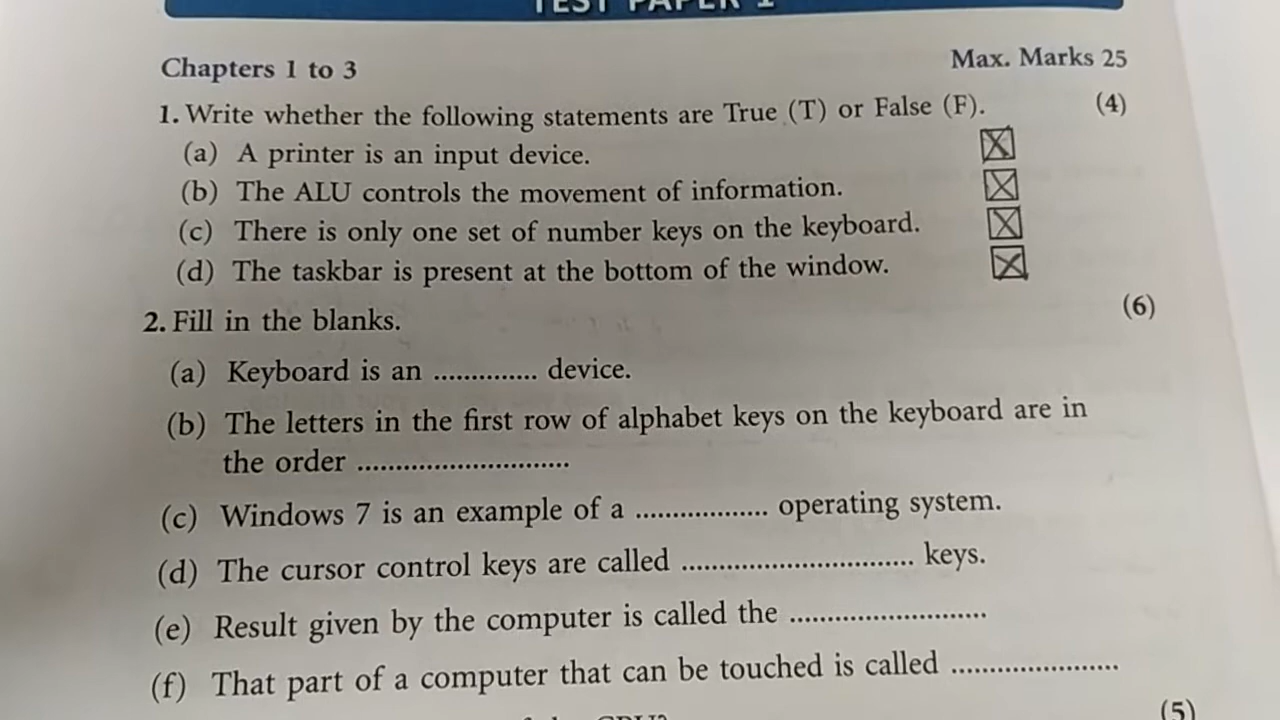 TEST PAPER 1
Chapters 1 to 3
Max. Marks 25
1. Write whether the following statements are True (T) or False (F). (4)
(a) A printer is an input device.
(b) The ALU controls the movement of information.
(c) There is only one set of number keys on the keyboard.
(d) The taskbar is present at the bottom of the window.
2. Fill in the blanks. (6)
(a) Keyboard is an .............. device.
(b) The letters in the first row of alphabet keys on the keyboard are in
the order ............................
(c) Windows 7 is an example of a ................. operating system.
(d) The cursor control keys are called .............................. keys.
(e) Result given by the computer is called the .........................
(f) That part of a computer that can be touched is called ......................
CPU?
(5)